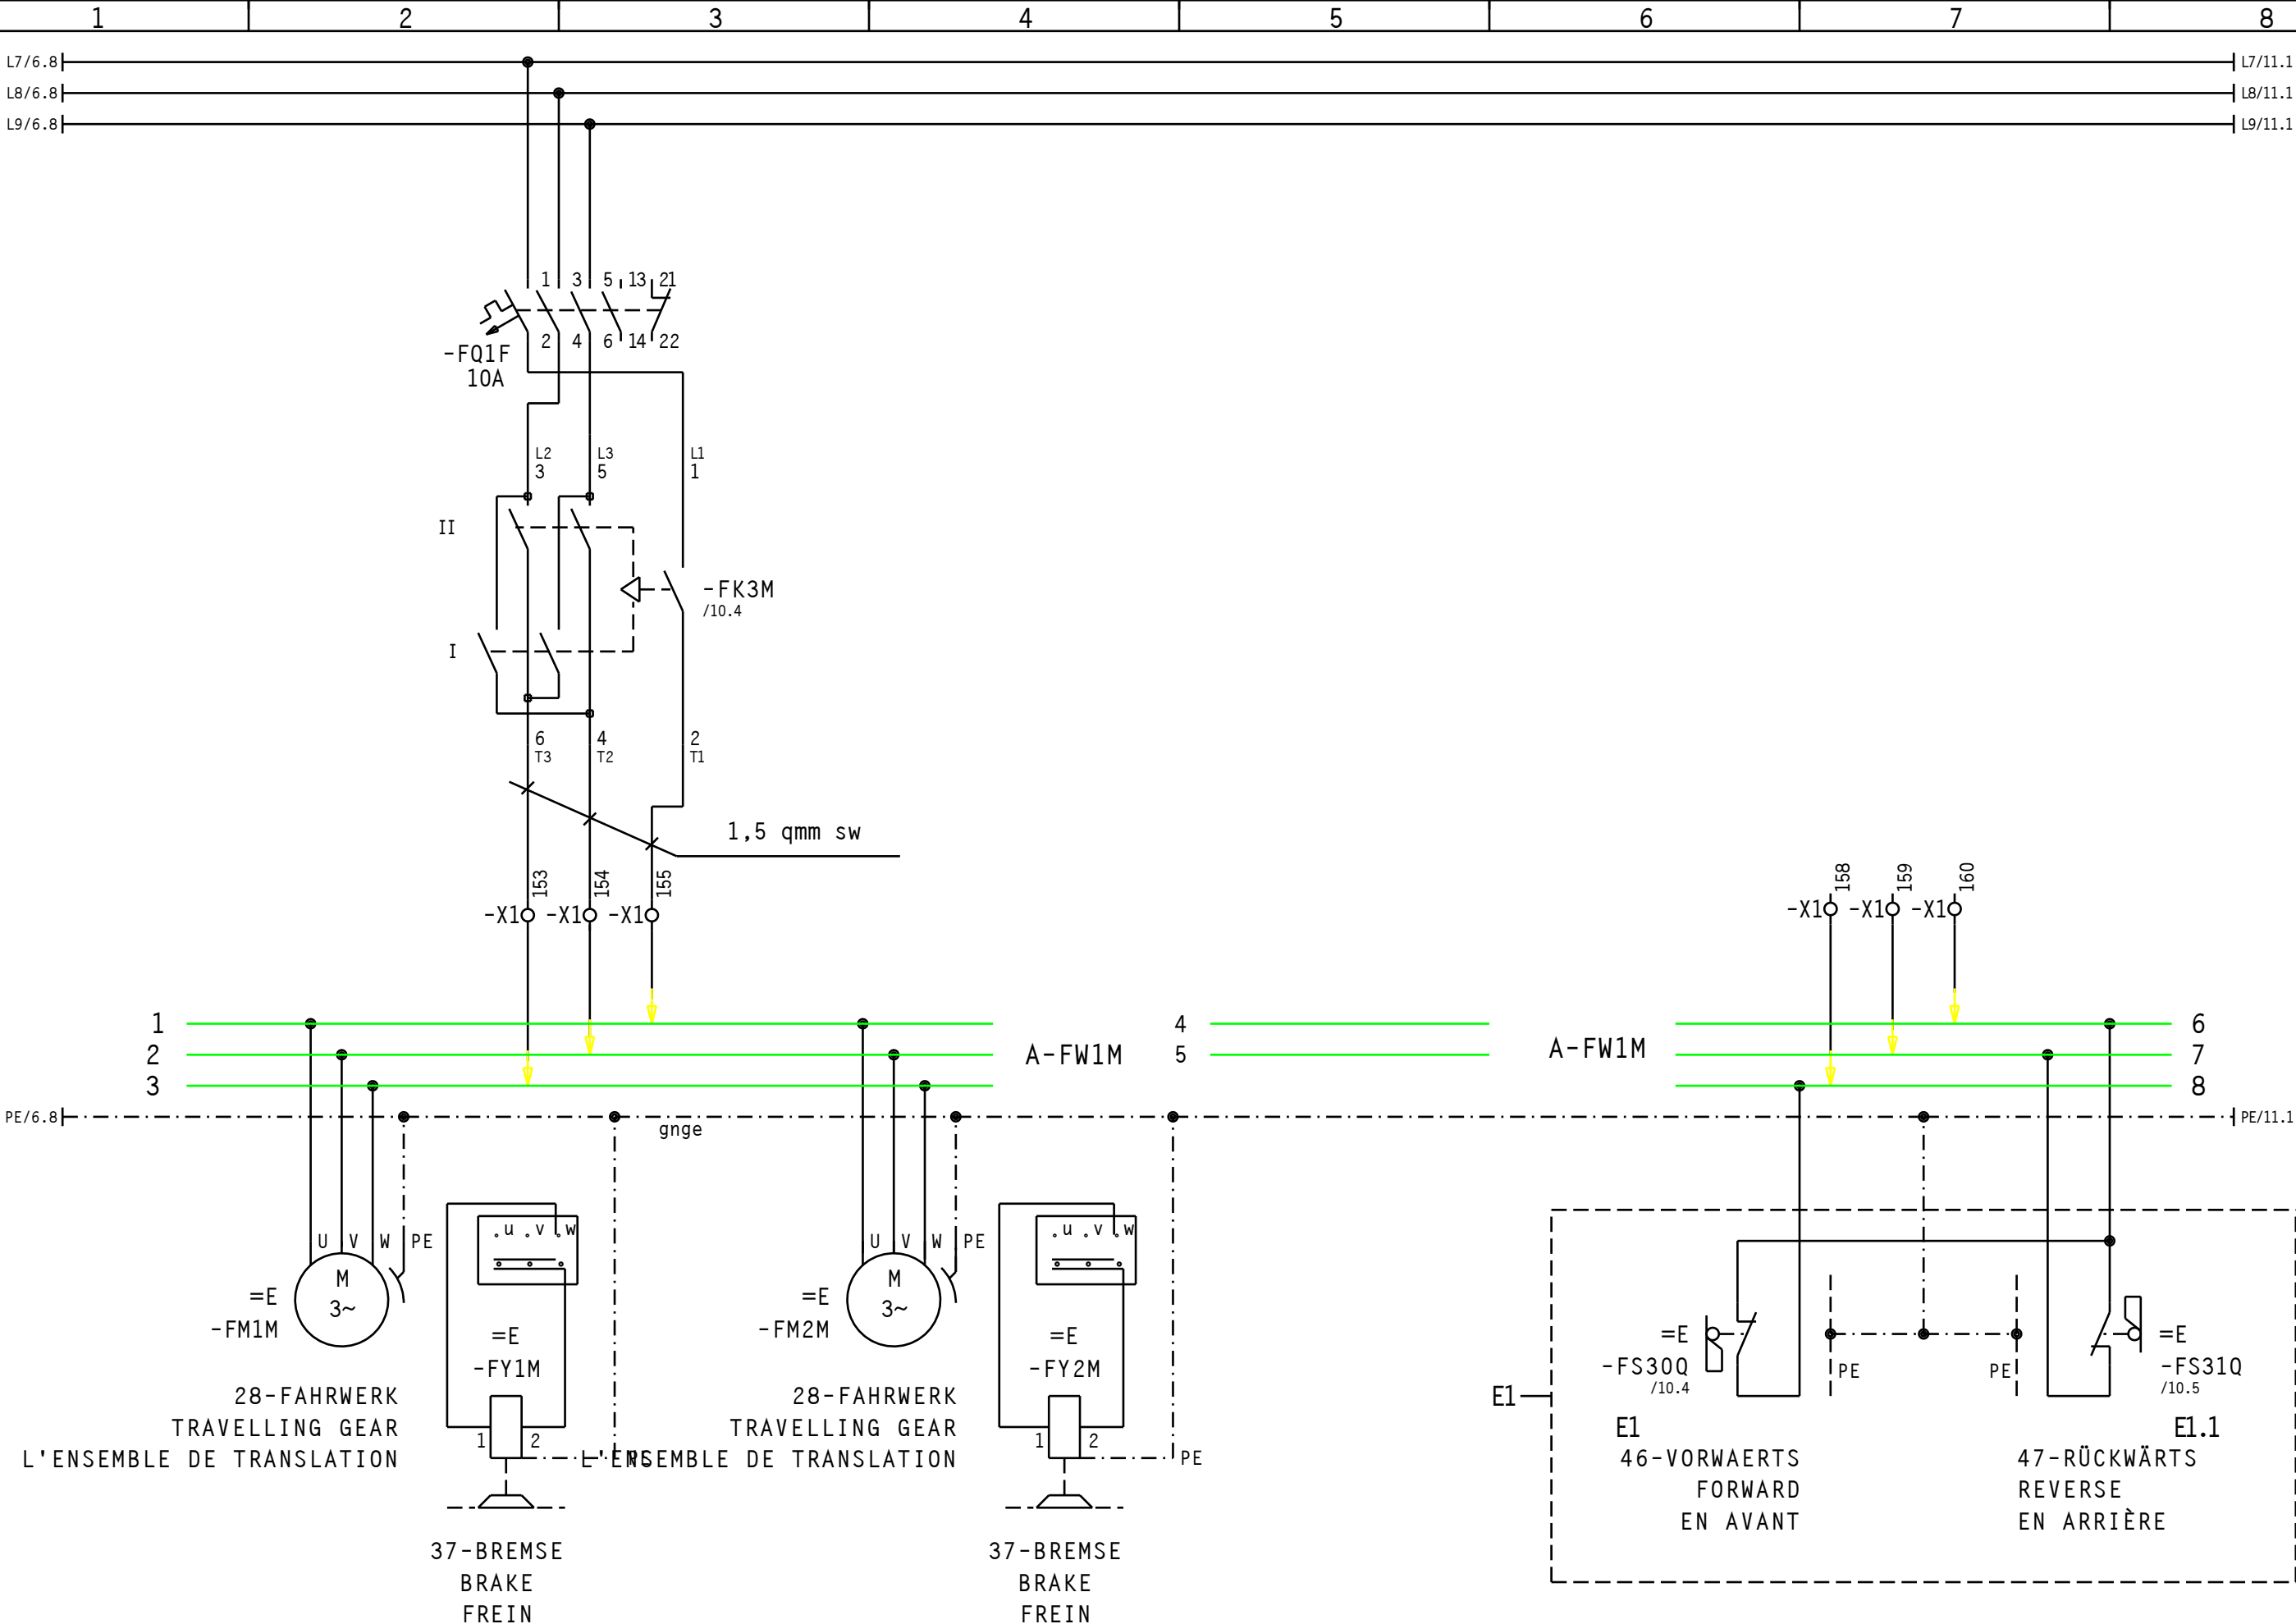 1 2 3 4 5 6 7 8
L7/6.8 L7/11.1
L8/6.8 L8/11.1
L9/6.8 L9/11.1
1 3 5 13 21
2 4 6 14 22
-FQ1F
10A
L2 L3 L1
3 5 1
II
-FK3M
/10.4
I
6 4 2
T3 T2 T1
1,5 qmm sw
153 154 155
158 159 160
-X1 -X1 -X1
-X1 -X1 -X1
1 4 6
2 A-FW1M 5 A-FW1M 7
3 8
PE/6.8 PE/11.1
gnge
U V W PE u v w U V W PE u v w
M M
3~ 3~
=E =E
-FM1M -FM2M
=E =E
-FY1M -FY2M
=E =E
-FS30Q PE PE -FS31Q
/10.4 /10.5
E1
E1 E1.1
28-FAHRWERK 28-FAHRWERK
TRAVELLING GEAR TRAVELLING GEAR
L'ENSEMBLE DE TRANSLATION L'ENSEMBLE DE TRANSLATION
1 2 1 2
PE PE
46-VORWAERTS 47-RÜCKWÄRTS
FORWARD REVERSE
EN AVANT EN ARRIÈRE
37-BREMSE 37-BREMSE
BRAKE BRAKE
FREIN FREIN